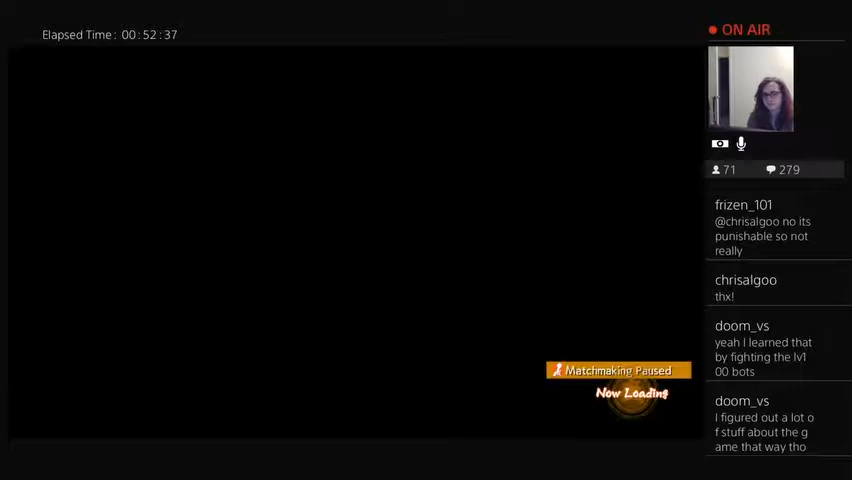 Elapsed Time: 00:52:37
ON AIR
71 279
frizen_101
@chrisalgoo no its
punishable so not
really
chrisalgoo
thx!
doom_vs
yeah I learned that
by fighting the lv1
00 bots
doom_vs
I figured out a lot o
f stuff about the g
ame that way tho
Matchmaking Paused
Now Loading